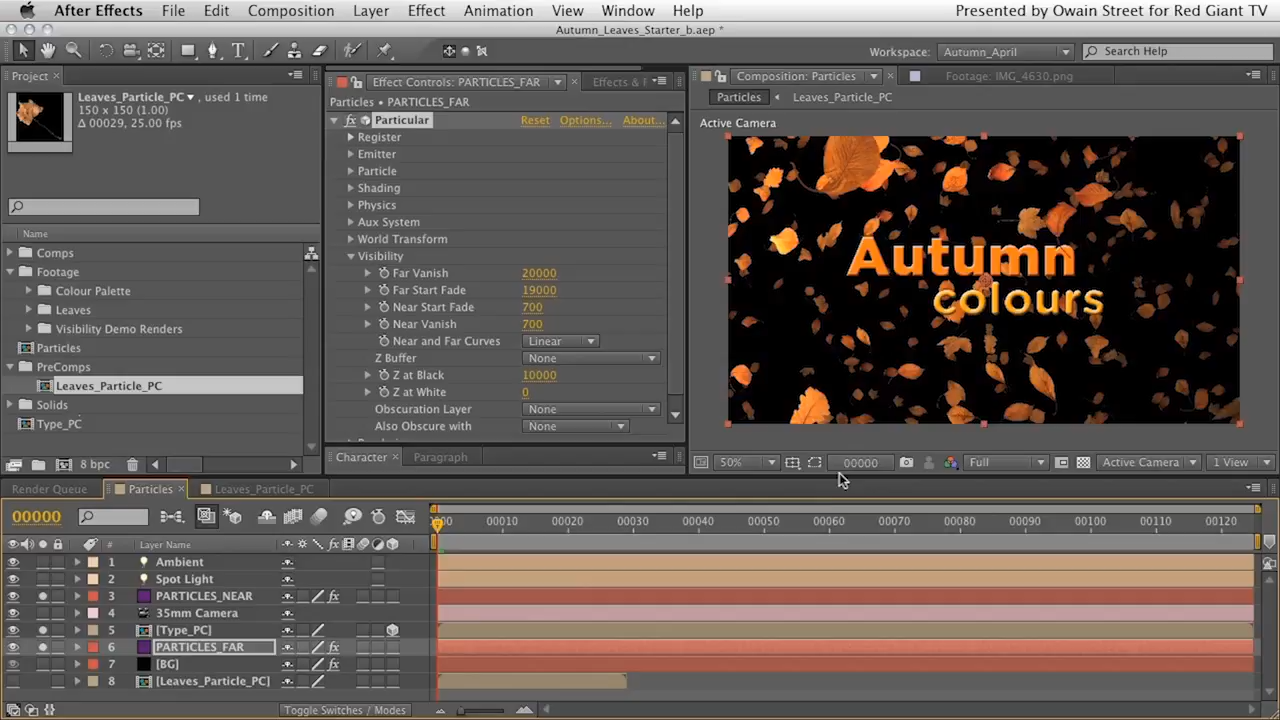 After Effects File Edit Composition Layer Effect Animation View Window Help Presented by Owain Street for Red Giant TV
Autumn_Leaves_Starter_b.aep *
Workspace: Autumn_April Search Help
Project
Leaves_Particle_PC, used 1 time
150 x 150 (1.00)
Δ 00029, 25.00 fps
Name
Comps
Footage
Colour Palette
Leaves
Visibility Demo Renders
Particles
PreComps
Leaves_Particle_PC
Solids
Type_PC
8 bpc
Effect Controls: PARTICLES_FAR Effects &
Particles • PARTICLES_FAR
fx Particular Reset Options... About...
Register
Emitter
Particle
Shading
Physics
Aux System
World Transform
Visibility
Far Vanish 20000
Far Start Fade 19000
Near Start Fade 700
Near Vanish 700
Near and Far Curves Linear
Z Buffer None
Z at Black 10000
Z at White 0
Obscuration Layer None
Also Obscure with None
Character Paragraph
Composition: Particles Footage: IMG_4630.png
Particles Leaves_Particle_PC
Active Camera
Autumn
colours
50% 00000 Full Active Camera 1 View
Render Queue Particles Leaves_Particle_PC
00000
00010 00020 00030 00040 00050 00060 00070 00080 00090 00100 00110 00120
# Layer Name
1 Ambient
2 Spot Light
3 PARTICLES_NEAR fx
4 35mm Camera
5 [Type_PC]
6 PARTICLES_FAR fx
7 [BG] fx
8 [Leaves_Particle_PC]
Toggle Switches / Modes